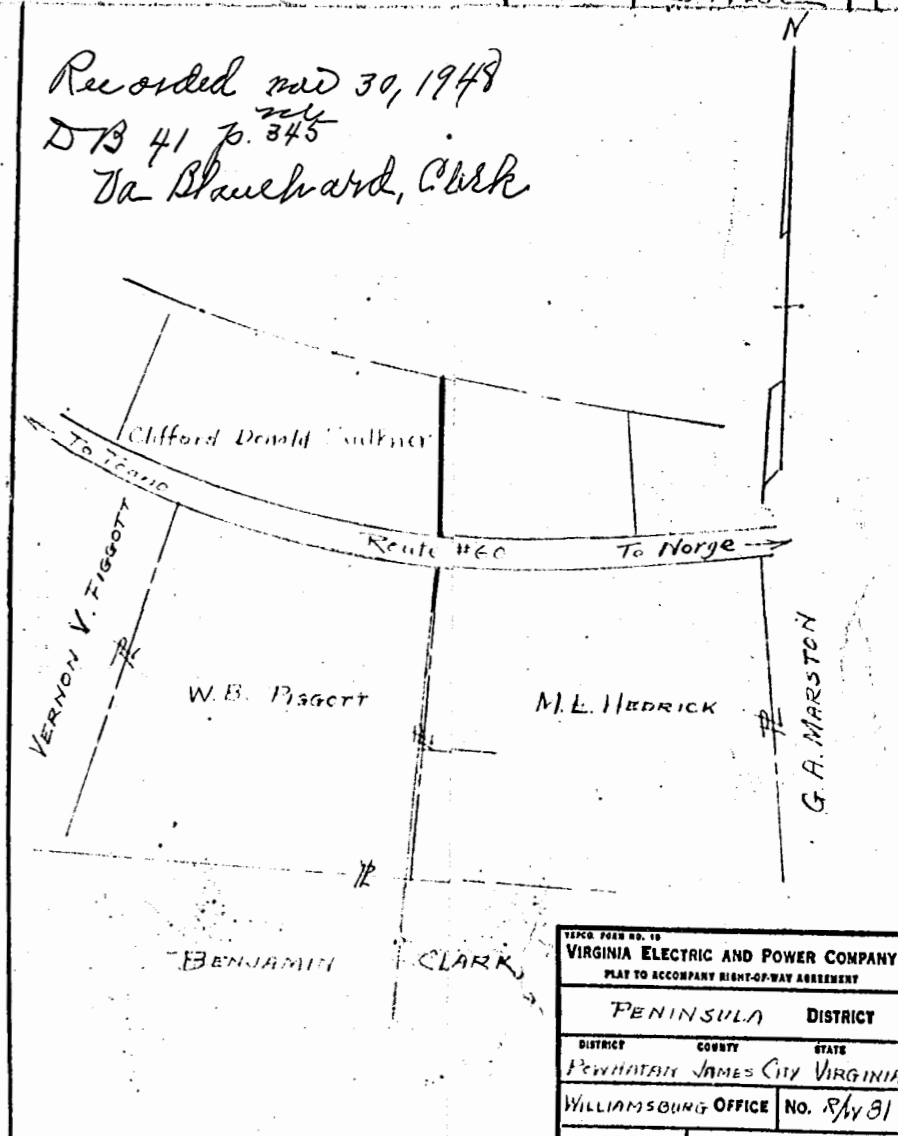 N
Recorded nov 30, 1948
DB 41 p. 345
Va Blanchard, Clerk
Clifford Donald Faulkner
To Toano
Route #60 To Norge
VERNON V. PIGGOTT
W. B. PIGGOTT
M. L. HEDRICK
G. A. MARSTON
BENJAMIN CLARK
VEPCO. FORM NO. 10
VIRGINIA ELECTRIC AND POWER COMPANY
PLAT TO ACCOMPANY RIGHT-OF-WAY AGREEMENT
PENINSULA DISTRICT
DISTRICT COUNTY STATE
POWHATAN JAMES CITY VIRGINIA
WILLIAMSBURG OFFICE No. R/W 81